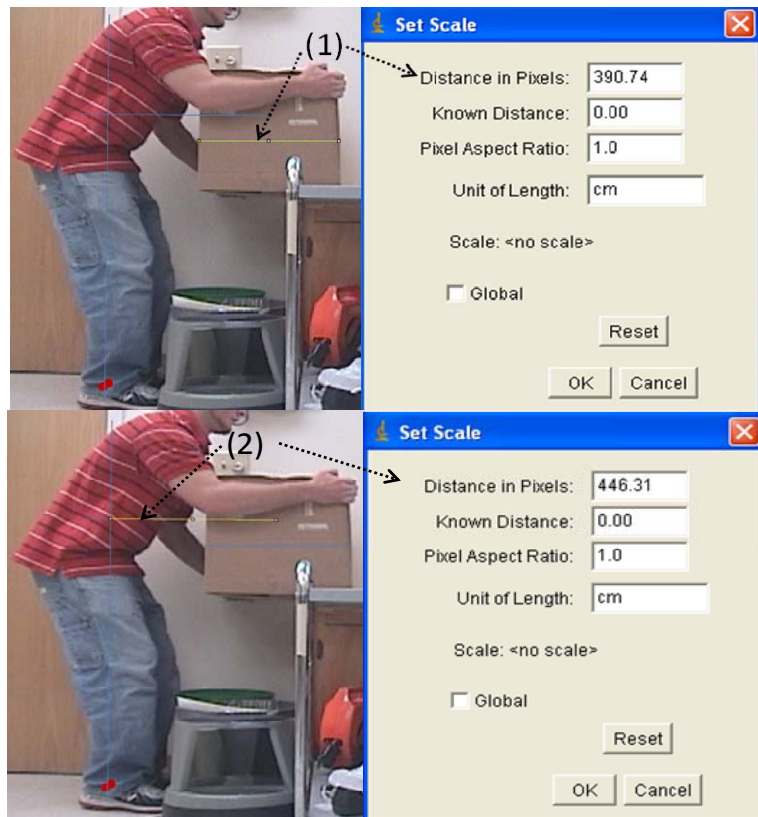 (1)
Set Scale
Distance in Pixels: 390.74
Known Distance: 0.00
Pixel Aspect Ratio: 1.0
Unit of Length: cm
Scale: <no scale>
Global
Reset
OK Cancel
(2)
Set Scale
Distance in Pixels: 446.31
Known Distance: 0.00
Pixel Aspect Ratio: 1.0
Unit of Length: cm
Scale: <no scale>
Global
Reset
OK Cancel